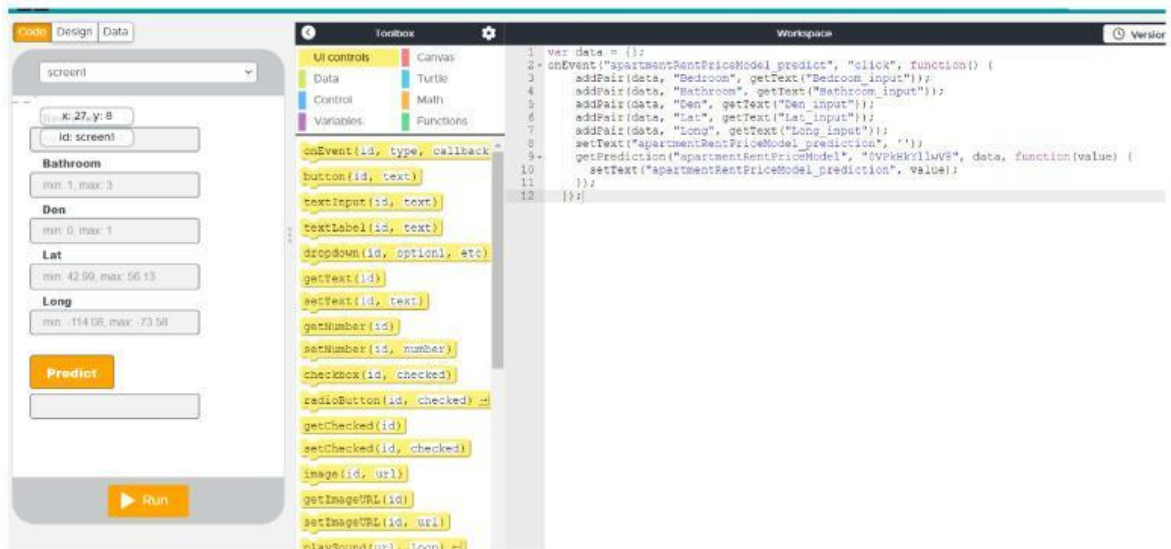 Code Design Data
screen1
x: 27, y: 8
id: screen1
Bathroom
min: 1, max: 3
Den
min: 0, max: 1
Lat
min: 42.99, max: 56.13
Long
min: -114.08, max: -73.58
Predict
Run
Toolbox
UI controls Canvas
Data Turtle
Control Math
Variables Functions
onEvent(id, type, callback
button(id, text)
textInput(id, text)
textLabel(id, text)
dropdown(id, option1, etc)
getText(id)
setText(id, text)
getNumber(id)
setNumber(id, number)
checkbox(id, checked)
radioButton(id, checked)
getChecked(id)
setChecked(id, checked)
image(id, url)
getImageURL(id)
setImageURL(id, url)
playSound(url, loop)
Workspace
Version
1 var data = {};
2 onEvent("apartmentRentPriceModel_predict", "click", function() {
3 addPair(data, "Bedroom", getText("Bedroom_input"));
4 addPair(data, "Bathroom", getText("Bathroom_input"));
5 addPair(data, "Den", getText("Den_input"));
6 addPair(data, "Lat", getText("Lat_input"));
7 addPair(data, "Long", getText("Long_input"));
8 setText("apartmentRentPriceModel_prediction", '');
9 getPrediction("apartmentRentPriceModel", data, function(value) {
10 setText("apartmentRentPriceModel_prediction", value);
11 });
12 });